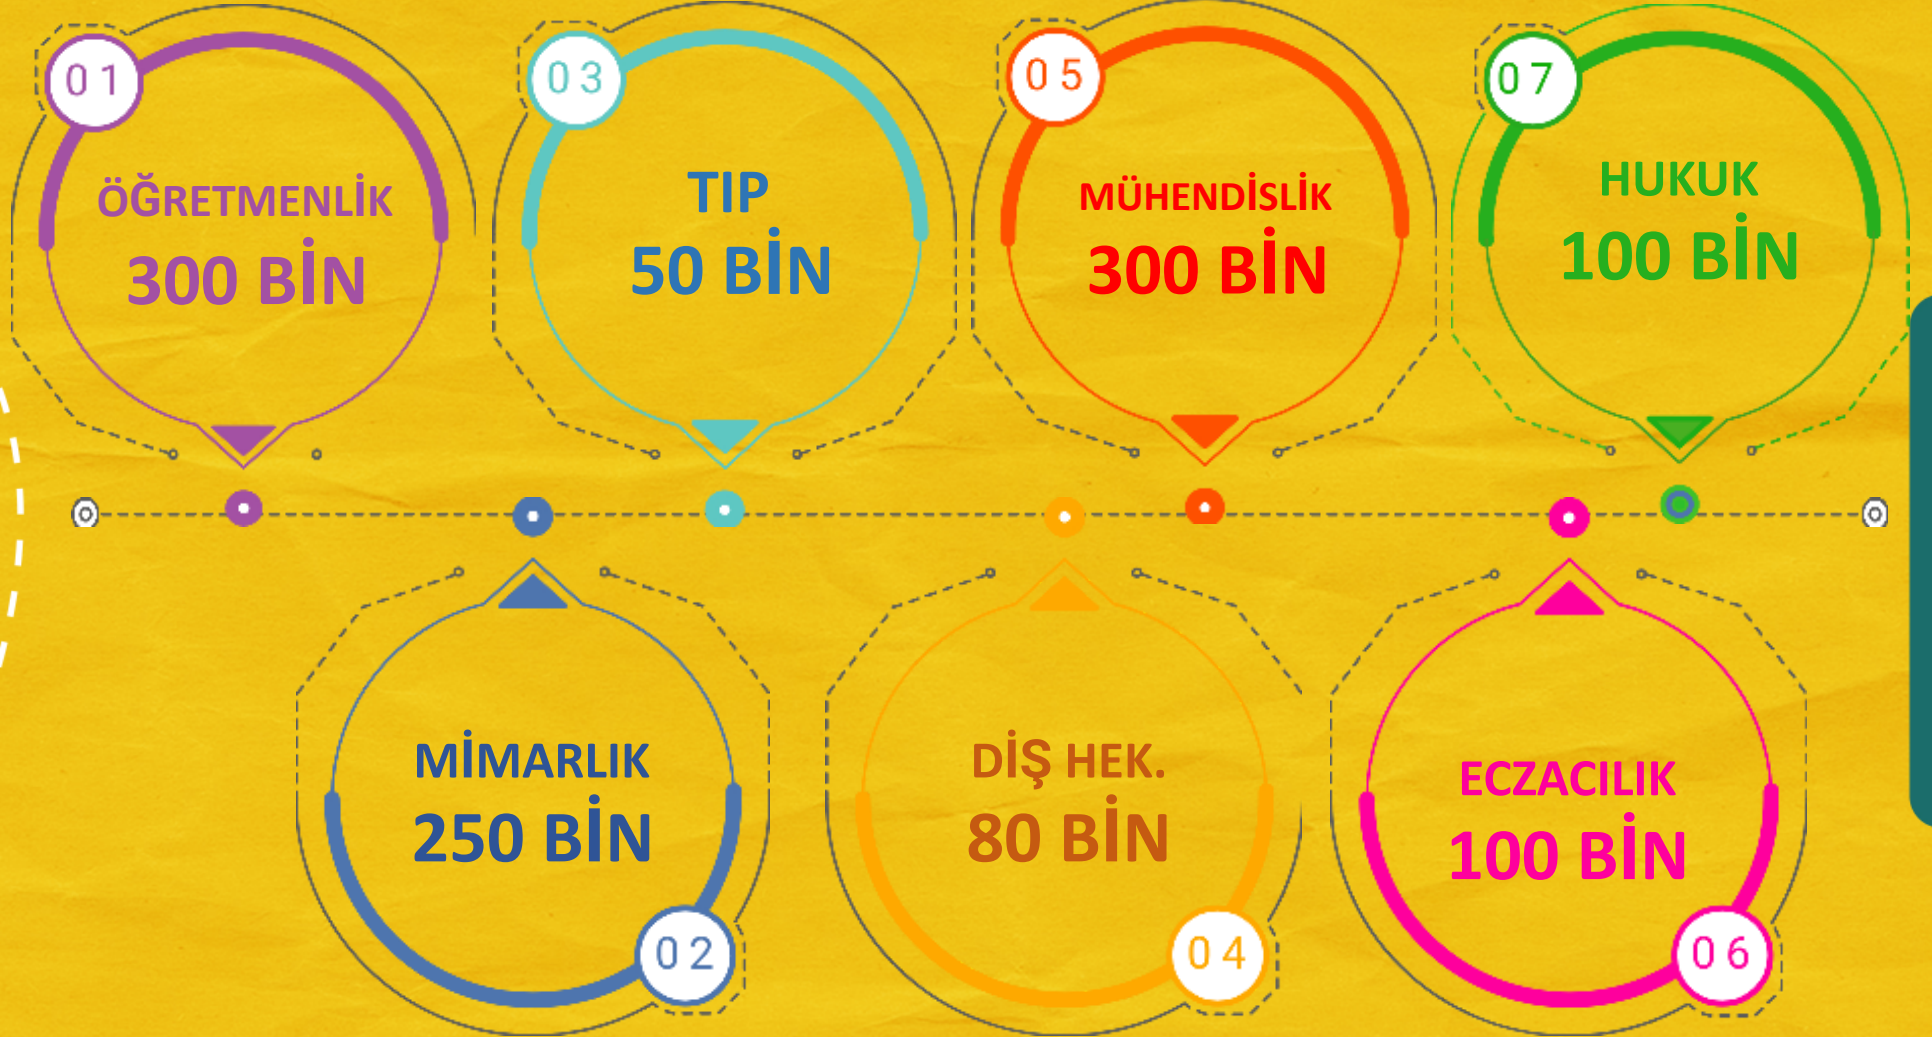 01
ÖĞRETMENLİK
300 BİN
03
TIP
50 BİN
05
MÜHENDİSLİK
300 BİN
07
HUKUK
100 BİN
MİMARLIK
250 BİN
02
DİŞ HEK.
80 BİN
04
ECZACILIK
100 BİN
06